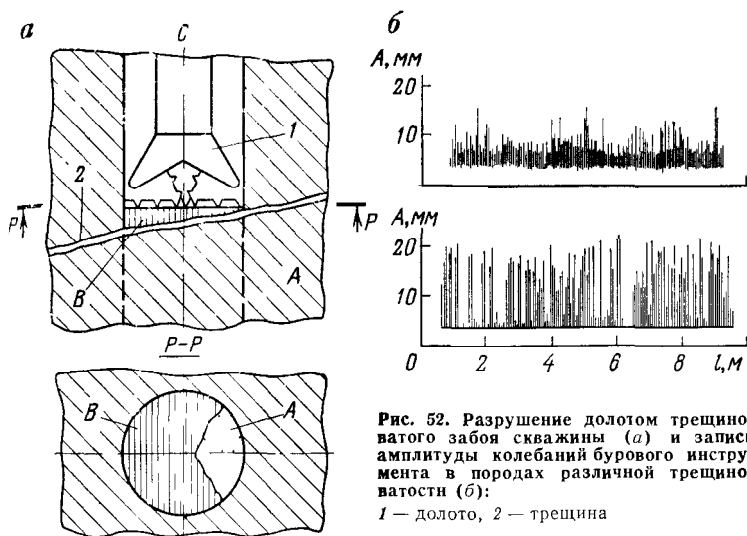 а
С
1
2
Р
Р
В
А
Р-Р
В
А
б
А, мм
20
10
А, мм
20
10
0 2 4 6 8 l, м
Рис. 52. Разрушение долотом трещино
ватого забоя скважины (а) и запис
амплитуды колебаний бурового инстру
мента в породах различной трещино
ватости (б):
1 — долото, 2 — трещина